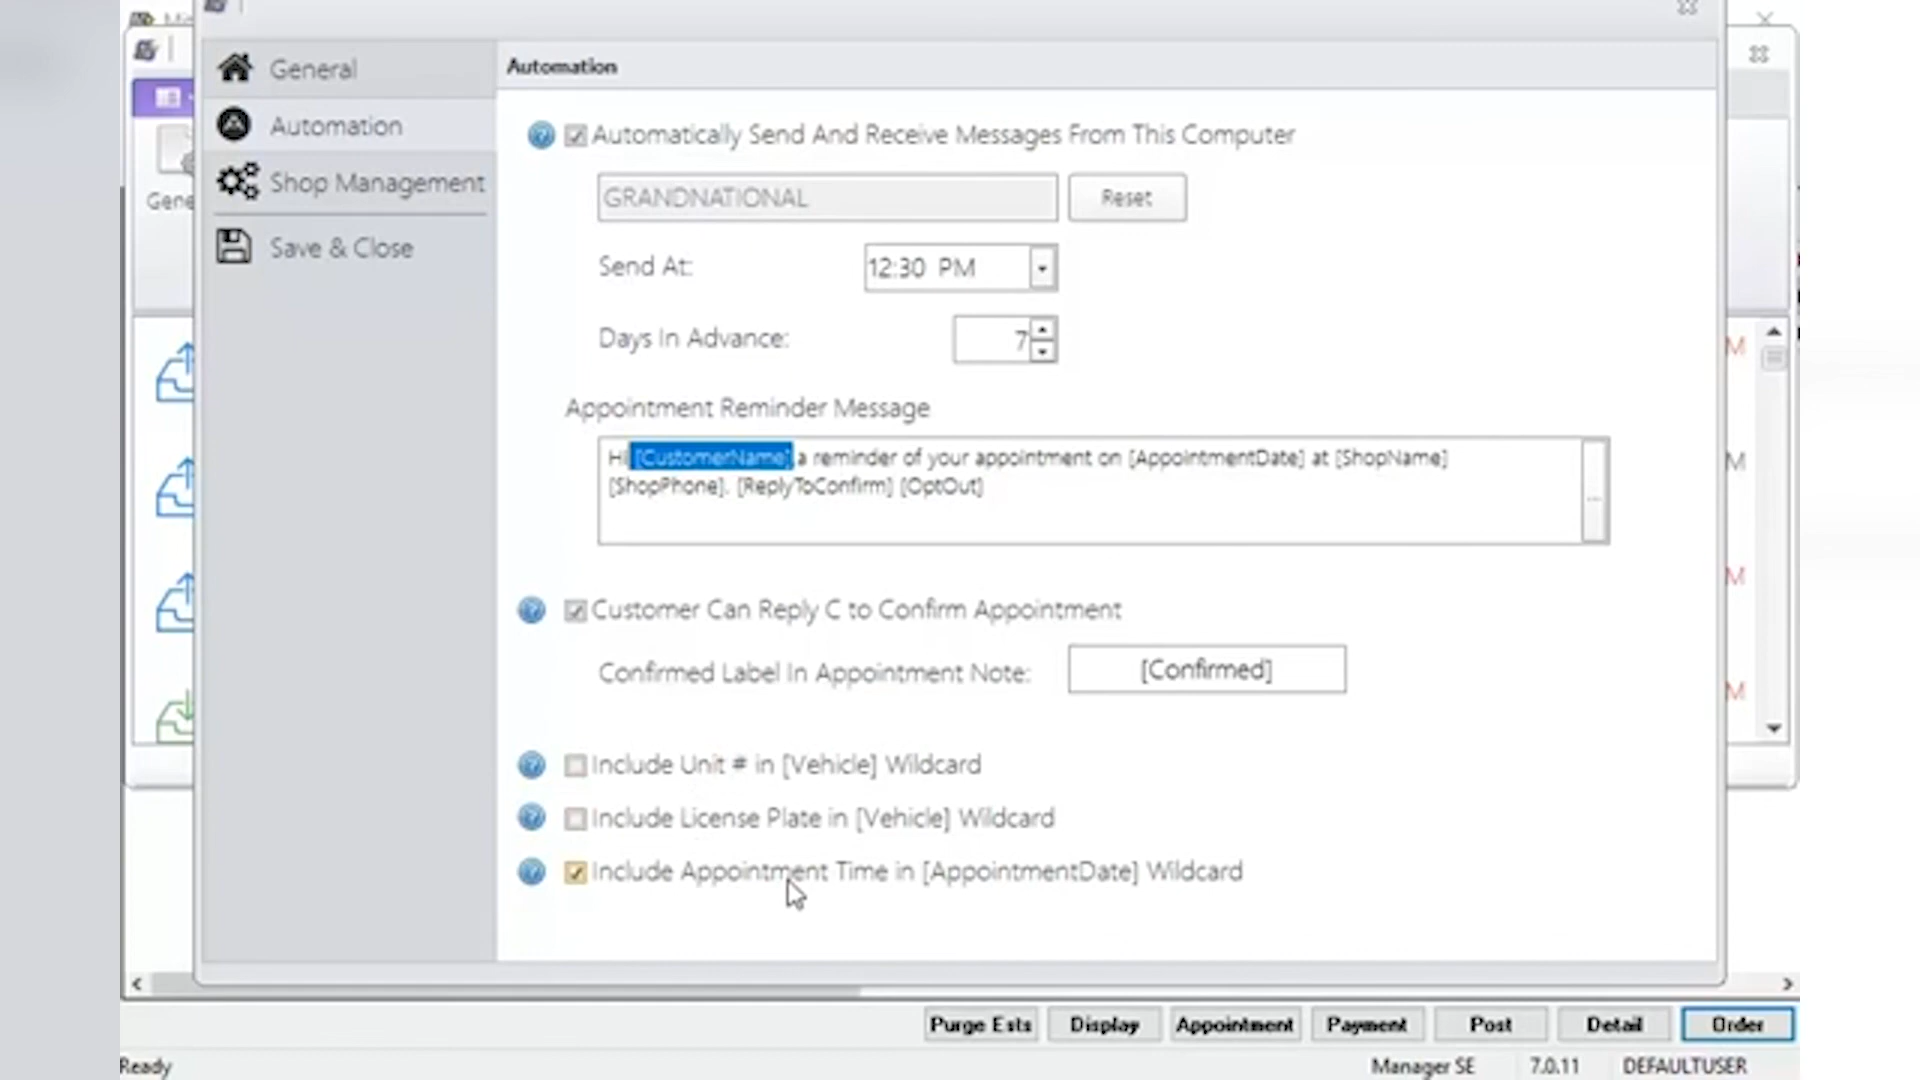 General
Automation
Shop Management
Save & Close
Automation
Automatically Send And Receive Messages From This Computer
GRANDNATIONAL
Reset
Send At:
12:30 PM
Days In Advance:
7
Appointment Reminder Message
Hi [CustomerName] a reminder of your appointment on [AppointmentDate] at [ShopName]
[ShopPhone]. [ReplyToConfirm] [OptOut]
...
Customer Can Reply C to Confirm Appointment
Confirmed Label In Appointment Note:
[Confirmed]
Include Unit # in [Vehicle] Wildcard
Include License Plate in [Vehicle] Wildcard
Include Appointment Time in [AppointmentDate] Wildcard
Gene
M
M
M
M
Purge Ests
Display
Appointment
Payment
Post
Detail
Order
Ready
Manager SE
7.0.11
DEFAULTUSER